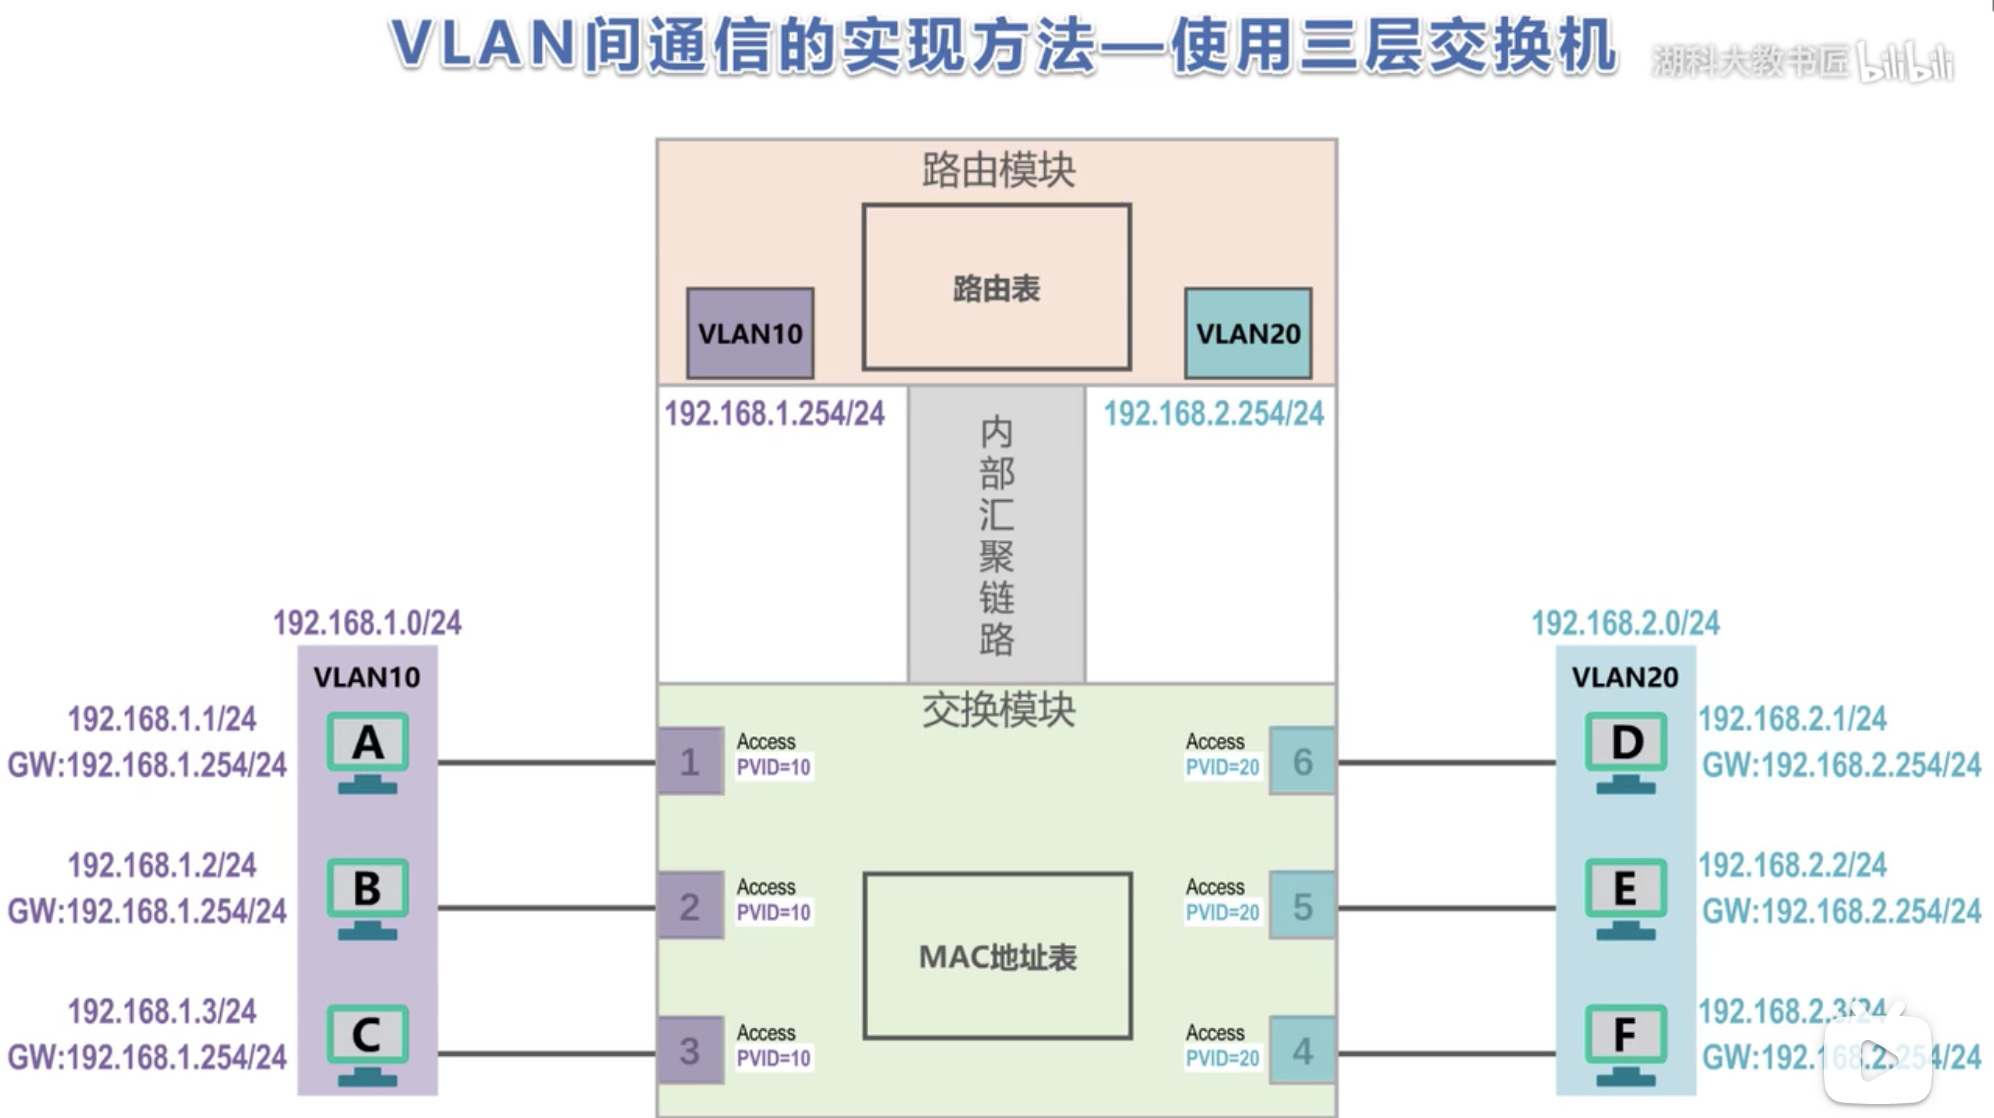 VLAN间通信的实现方法—使用三层交换机
湖科大教书匠 bilibili
路由模块
路由表
VLAN10
VLAN20
192.168.1.254/24
192.168.2.254/24
内部汇聚链路
192.168.1.0/24
VLAN10
192.168.1.1/24
GW:192.168.1.254/24
A
192.168.1.2/24
GW:192.168.1.254/24
B
192.168.1.3/24
GW:192.168.1.254/24
C
交换模块
1
Access
PVID=10
2
Access
PVID=10
3
Access
PVID=10
MAC地址表
Access
PVID=20
6
Access
PVID=20
5
Access
PVID=20
4
192.168.2.0/24
VLAN20
D
192.168.2.1/24
GW:192.168.2.254/24
E
192.168.2.2/24
GW:192.168.2.254/24
F
192.168.2.3/24
GW:192.168.2.254/24